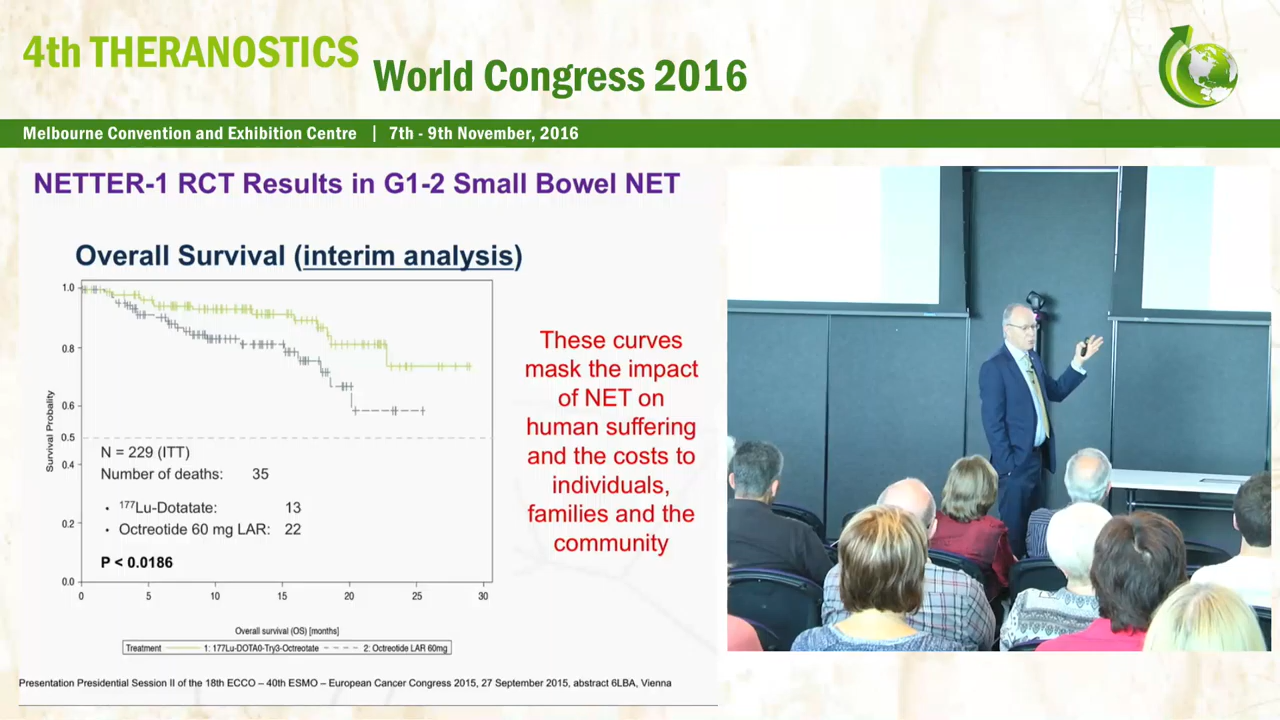 4th THERANOSTICS
World Congress 2016
Melbourne Convention and Exhibition Centre | 7th - 9th November, 2016
NETTER-1 RCT Results in G1-2 Small Bowel NET
Overall Survival (interim analysis)
1.0
0.8
0.6
0.5
0.4
0.2
0.0
Survival Probality
N = 229 (ITT)
Number of deaths: 35
• ¹⁷⁷Lu-Dotatate: 13
• Octreotide 60 mg LAR: 22
P < 0.0186
0 5 10 15 20 25 30
Overall survival (OS) [months]
Treatment 1: 177Lu-DOTA0-Try3-Octreotate 2: Octreotide LAR 60mg
These curves
mask the impact
of NET on
human suffering
and the costs to
individuals,
families and the
community
Presentation Presidential Session II of the 18th ECCO – 40th ESMO – European Cancer Congress 2015, 27 September 2015, abstract 6LBA, Vienna